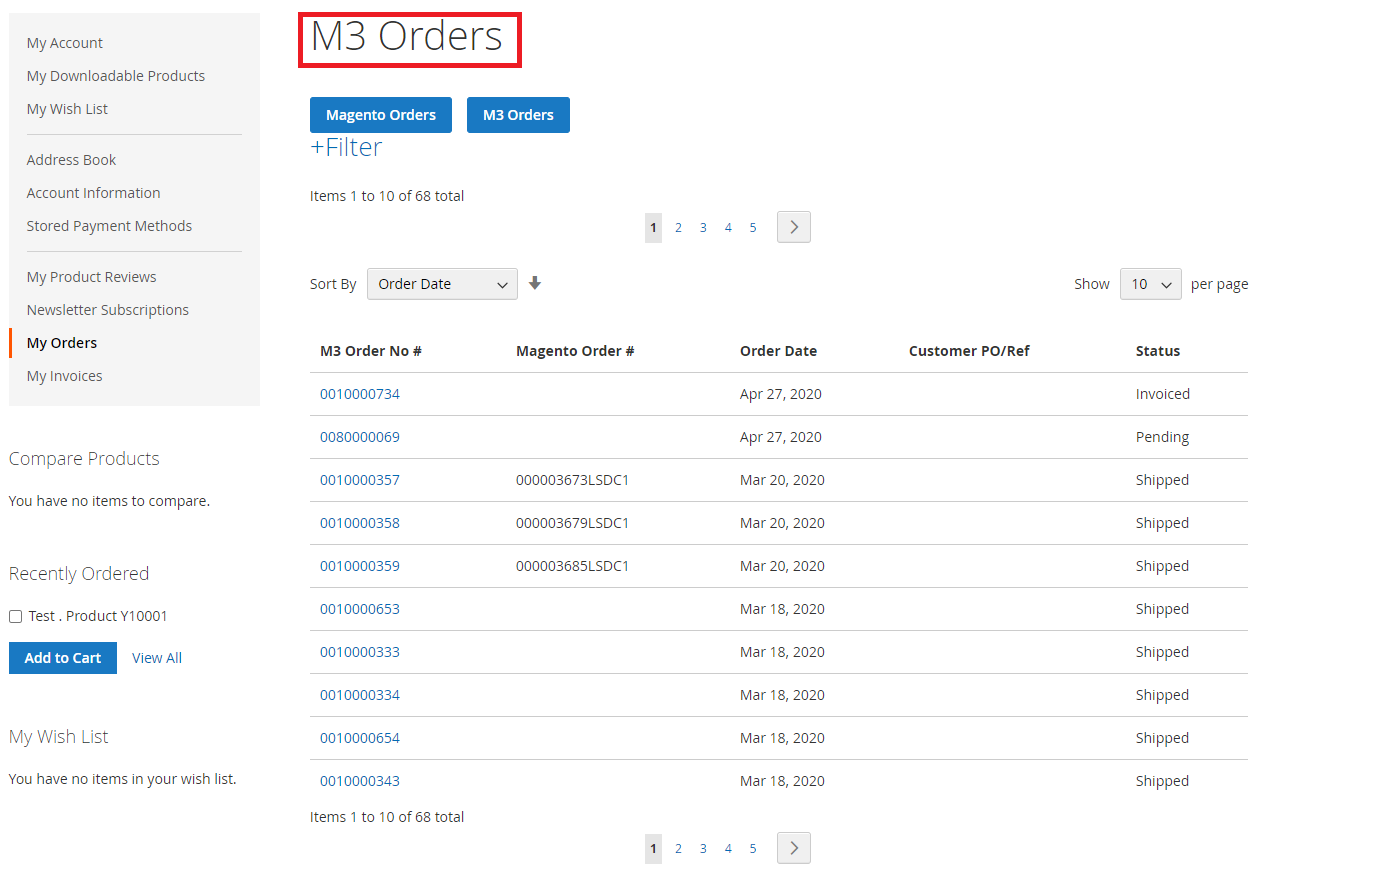 My Account
My Downloadable Products
My Wish List
Address Book
Account Information
Stored Payment Methods
My Product Reviews
Newsletter Subscriptions
My Orders
My Invoices
Compare Products
You have no items to compare.
Recently Ordered
Test . Product Y10001
Add to Cart View All
My Wish List
You have no items in your wish list.
M3 Orders
Magento Orders M3 Orders
+Filter
Items 1 to 10 of 68 total
1 2 3 4 5
Sort By Order Date Show 10 per page
M3 Order No # Magento Order # Order Date Customer PO/Ref Status
0010000734 Apr 27, 2020 Invoiced
0080000069 Apr 27, 2020 Pending
0010000357 000003673LSDC1 Mar 20, 2020 Shipped
0010000358 000003679LSDC1 Mar 20, 2020 Shipped
0010000359 000003685LSDC1 Mar 20, 2020 Shipped
0010000653 Mar 18, 2020 Shipped
0010000333 Mar 18, 2020 Shipped
0010000334 Mar 18, 2020 Shipped
0010000654 Mar 18, 2020 Shipped
0010000343 Mar 18, 2020 Shipped
Items 1 to 10 of 68 total
1 2 3 4 5